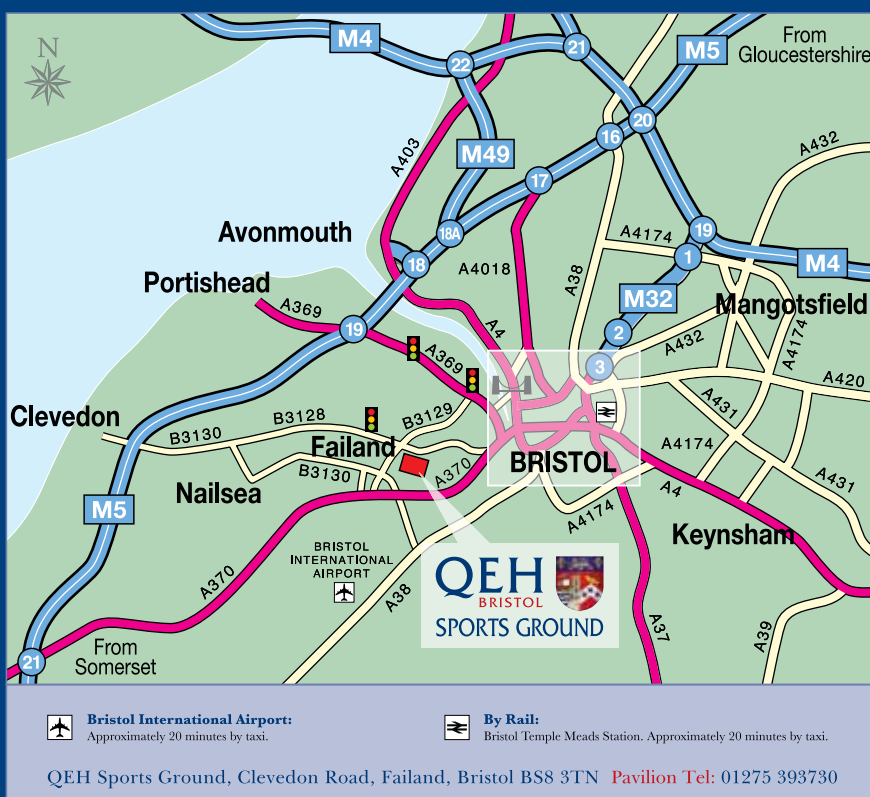 N
M4
22
21
M5
From
Gloucestershire
20
16
A432
A403
M49
17
18A
A4174
19
Avonmouth
18
A4018
A38
1
M4
Portishead
M32
Mangotsfield
A369
19
A4
2
A432
A4174
A369
3
A420
Clevedon
B3128
B3129
A431
B3130
Failand
A4174
B3130
A370
BRISTOL
A431
Nailsea
A4
M5
A4174
Keynsham
BRISTOL
INTERNATIONAL
AIRPORT
QEH
BRISTOL
SPORTS GROUND
A370
A38
A37
A39
From
Somerset
21
Bristol International Airport:
Approximately 20 minutes by taxi.
By Rail:
Bristol Temple Meads Station. Approximately 20 minutes by taxi.
QEH Sports Ground, Clevedon Road, Failand, Bristol BS8 3TN Pavilion Tel: 01275 393730